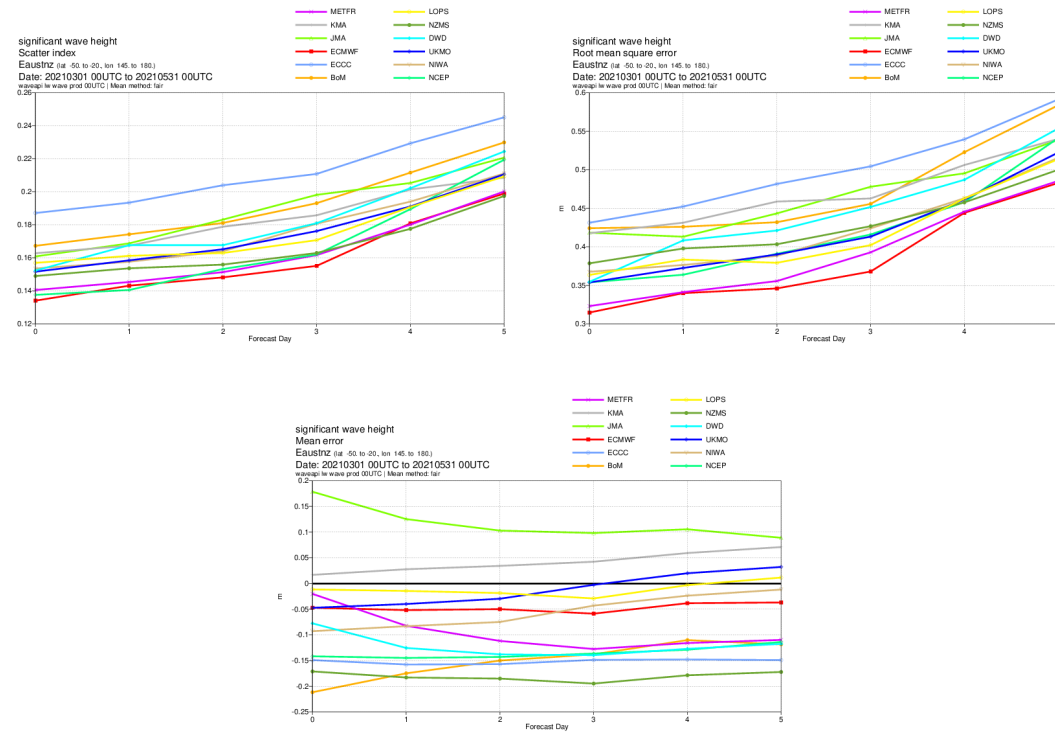 METFR LOPS
KMA NZMS
JMA DWD
ECMWF UKMO
ECCC NIWA
BoM NCEP
significant wave height
Scatter index
Eaustnz (lat -50. to -20., lon 145. to 180.)
Date: 20210301 00UTC to 20210531 00UTC
waveapi lw wave prod 00UTC | Mean method: fair
0.26
0.24
0.22
0.2
0.18
0.16
0.14
0.12
0 1 2 3 4 5
Forecast Day
METFR LOPS
KMA NZMS
JMA DWD
ECMWF UKMO
ECCC NIWA
BoM NCEP
significant wave height
Root mean square error
Eaustnz (lat -50. to -20., lon 145. to 180.)
Date: 20210301 00UTC to 20210531 00UTC
waveapi lw wave prod 00UTC | Mean method: fair
0.6
0.55
0.5
0.45
0.4
0.35
0.3
m
0 1 2 3 4
Forecast Day
METFR LOPS
KMA NZMS
JMA DWD
ECMWF UKMO
ECCC NIWA
BoM NCEP
significant wave height
Mean error
Eaustnz (lat -50. to -20., lon 145. to 180.)
Date: 20210301 00UTC to 20210531 00UTC
waveapi lw wave prod 00UTC | Mean method: fair
0.2
0.15
0.1
0.05
0
-0.05
-0.1
-0.15
-0.2
-0.25
m
0 1 2 3 4 5
Forecast Day